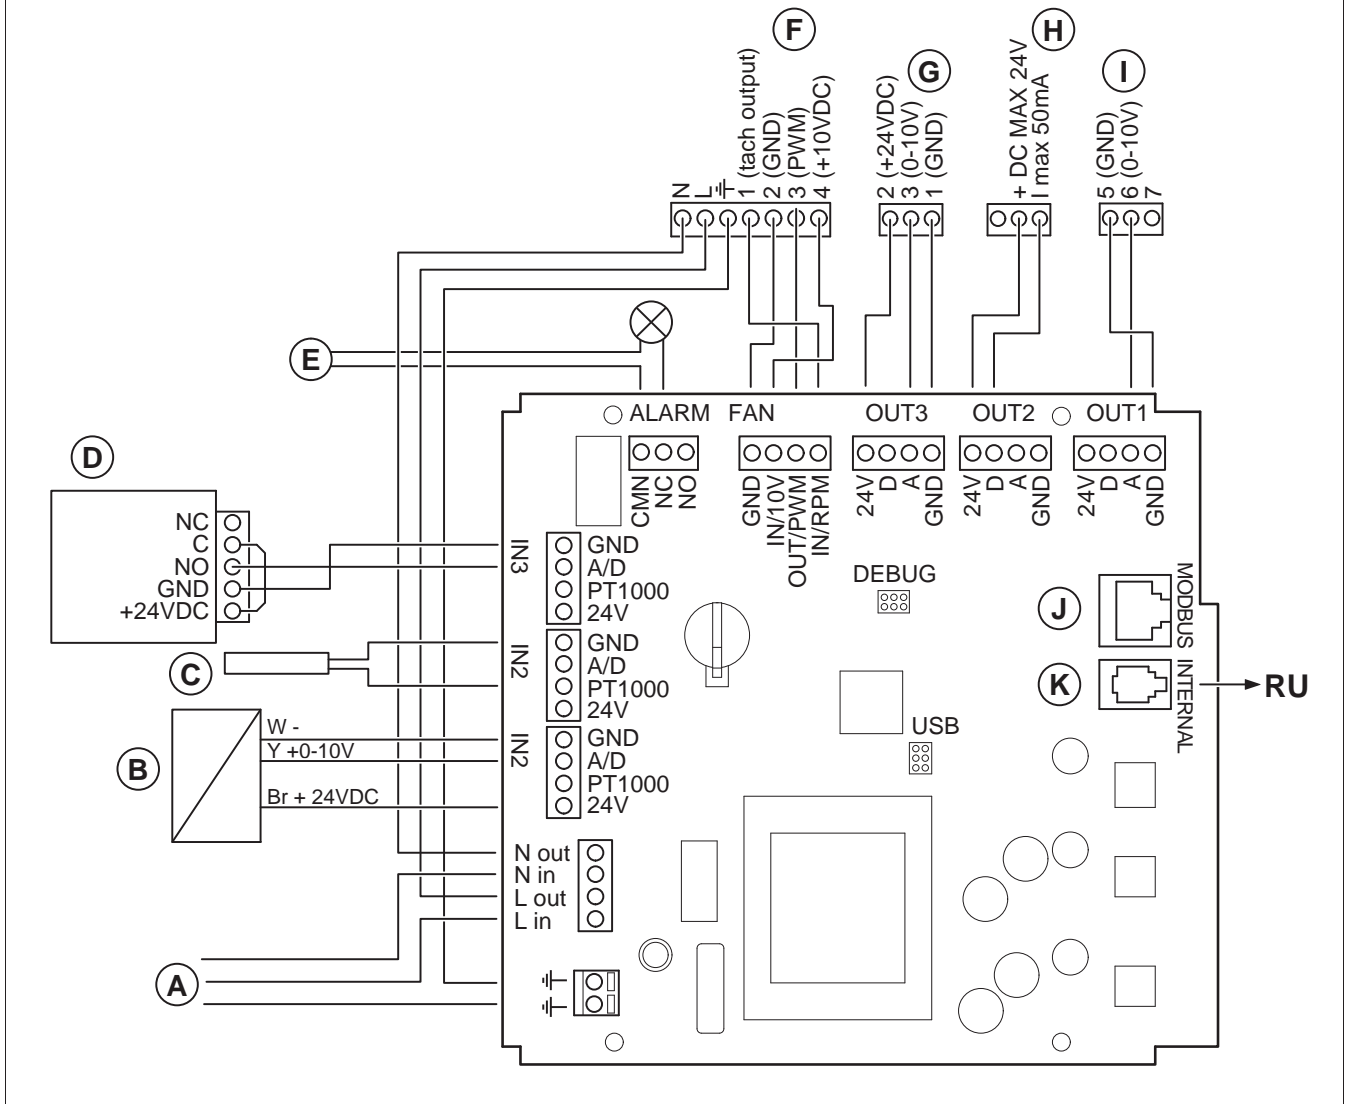 F
H
G
I
N
L
1 (tach output)
2 (GND)
3 (PWM)
4 (+10VDC)
2 (+24VDC)
3 (0-10V)
1 (GND)
+ DC MAX 24V
I max 50mA
5 (GND)
6 (0-10V)
7
E
ALARM
FAN
OUT3
OUT2
OUT1
CMN
NC
NO
GND
IN/10V
OUT/PWM
IN/RPM
24V
D
A
GND
24V
D
A
GND
24V
D
A
GND
D
NC
C
NO
GND
+24VDC
IN3
GND
A/D
PT1000
24V
DEBUG
J
MODBUS
C
IN2
GND
A/D
PT1000
24V
K
INTERNAL
RU
B
W -
Y +0-10V
Br + 24VDC
IN2
GND
A/D
PT1000
24V
USB
N out
N in
L out
L in
A